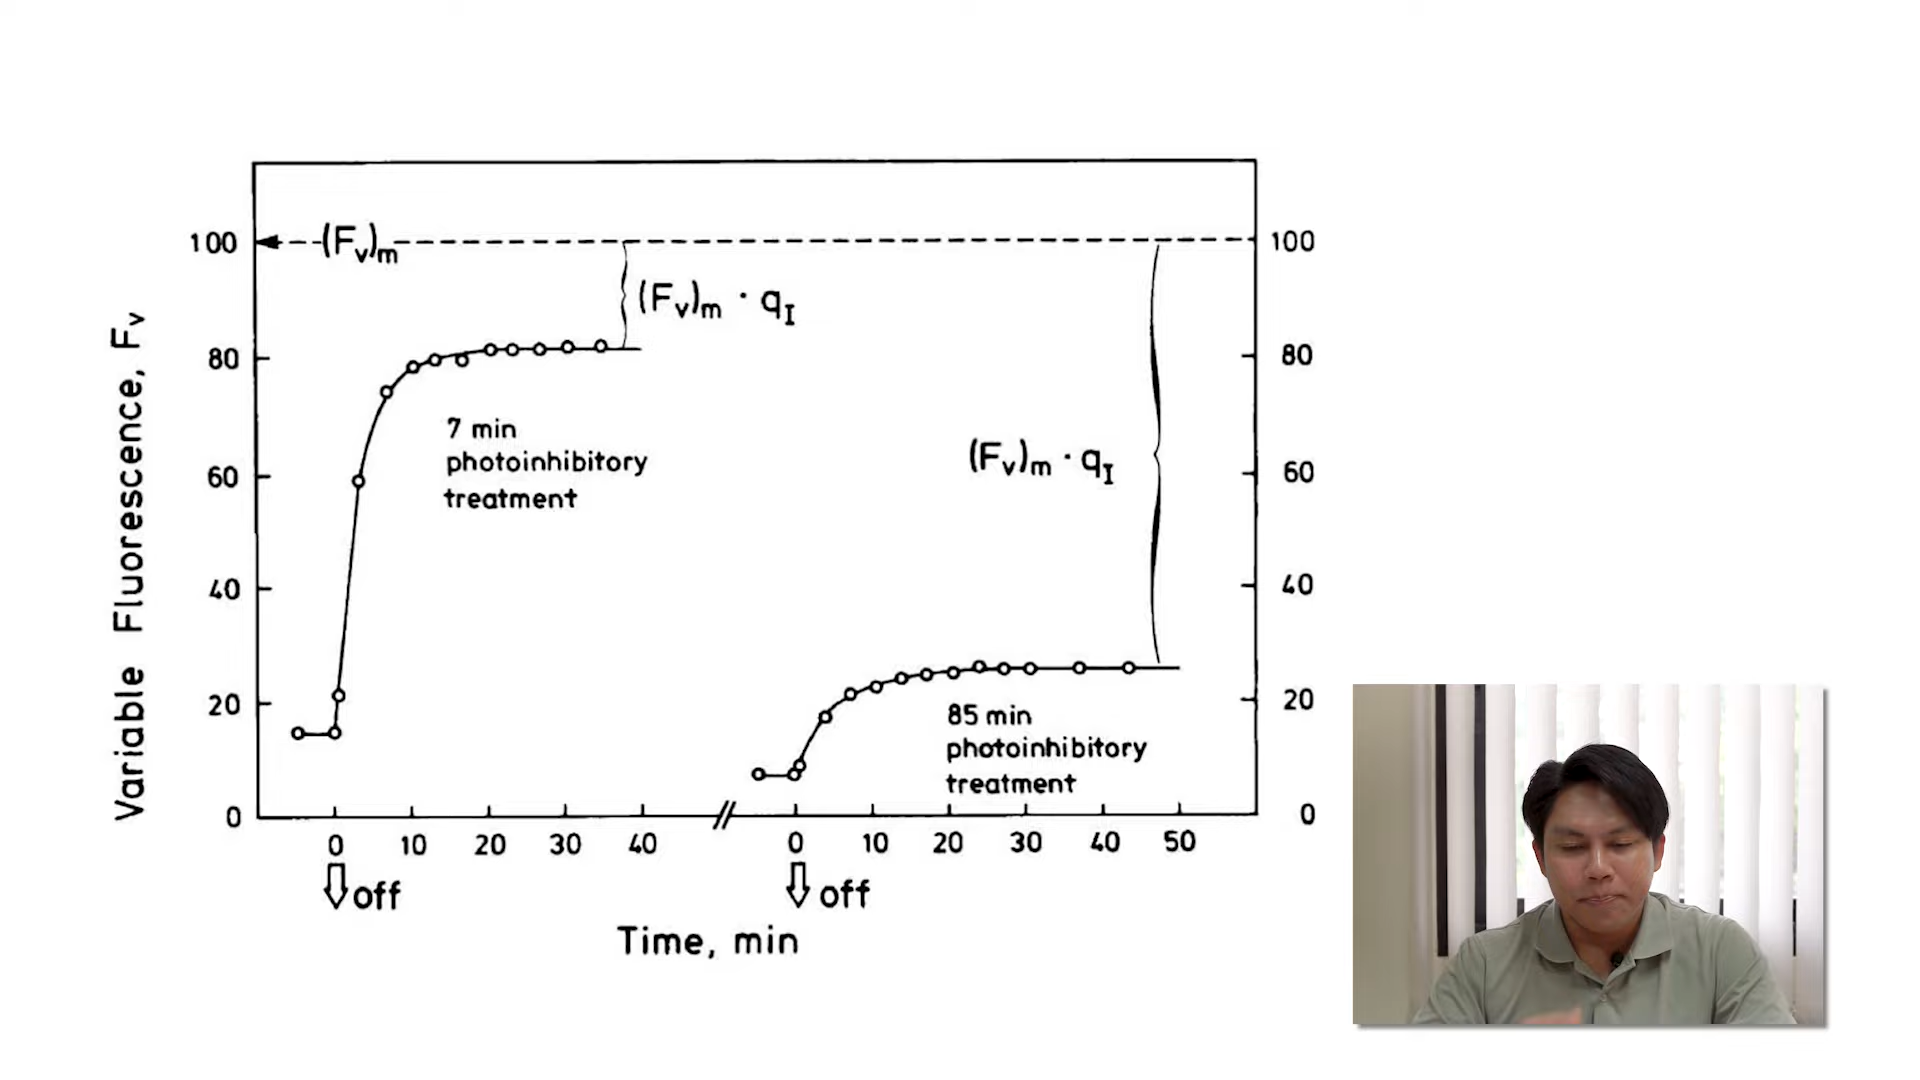 Variable Fluorescence, Fv
100
80
60
40
20
0
(Fv)m
(Fv)m · qI
7 min
photoinhibitory
treatment
(Fv)m · qI
85 min
photoinhibitory
treatment
100
80
60
40
20
0
0 10 20 30 40 0 10 20 30 40 50
off off
Time, min